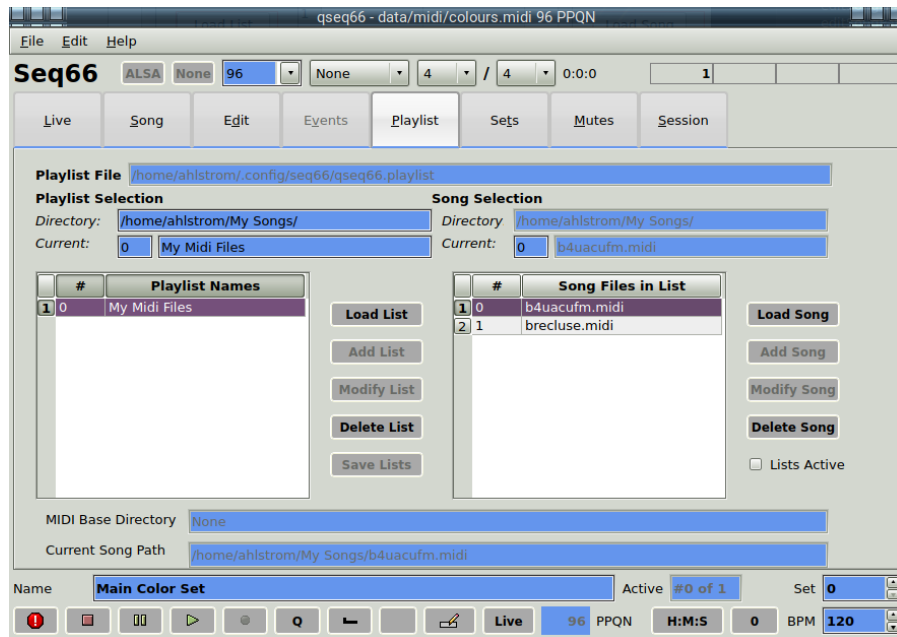 qseq66 - data/midi/colours.midi 96 PPQN
File Edit Help
Seq66 ALSA None 96 None 4 / 4 0:0:0 1
Live Song Edit Events Playlist Sets Mutes Session
Playlist File /home/ahlstrom/.config/seq66/qseq66.playlist
Playlist Selection Song Selection
Directory: /home/ahlstrom/My Songs/ Directory /home/ahlstrom/My Songs/
Current: 0 My Midi Files Current: 0 b4uacufm.midi
# Playlist Names # Song Files in List
1 0 My Midi Files Load List 1 0 b4uacufm.midi Load Song
2 1 brecluse.midi
Add List Add Song
Modify List Modify Song
Delete List Delete Song
Save Lists Lists Active
MIDI Base Directory None
Current Song Path /home/ahlstrom/My Songs/b4uacufm.midi
Name Main Color Set Active #0 of 1 Set 0
Q Live 96 PPQN H:M:S 0 BPM 120